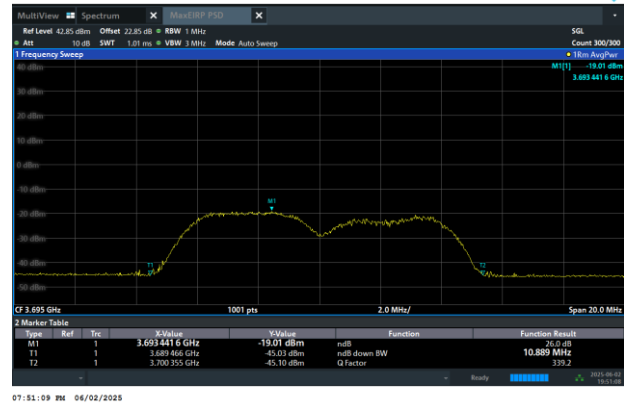 MultiView Spectrum X MaxEIRP PSD X
Ref Level 42.85 dBm Offset 22.85 dB RBW 1 MHz SGL
Att 10 dB SWT 1.01 ms VBW 3 MHz Mode Auto Sweep Count 300/300
1 Frequency Sweep 1Rm AvgPwr
40 dBm M1[1] -19.01 dBm
3.693 441 6 GHz
30 dBm
20 dBm
10 dBm
0 dBm
-10 dBm
M1
-20 dBm
-30 dBm
-40 dBm
T1 T2
-50 dBm
CF 3.695 GHz 1001 pts 2.0 MHz/ Span 20.0 MHz
2 Marker Table
Type Ref Trc X-Value Y-Value Function Function Result
M1 1 3.693 441 6 GHz -19.01 dBm ndB 26.0 dB
T1 1 3.689 466 GHz -45.03 dBm ndB down BW 10.889 MHz
T2 1 3.700 355 GHz -45.10 dBm Q Factor 339.2
Ready 2025-06-02
19:51:08
07:51:09 PM 06/02/2025